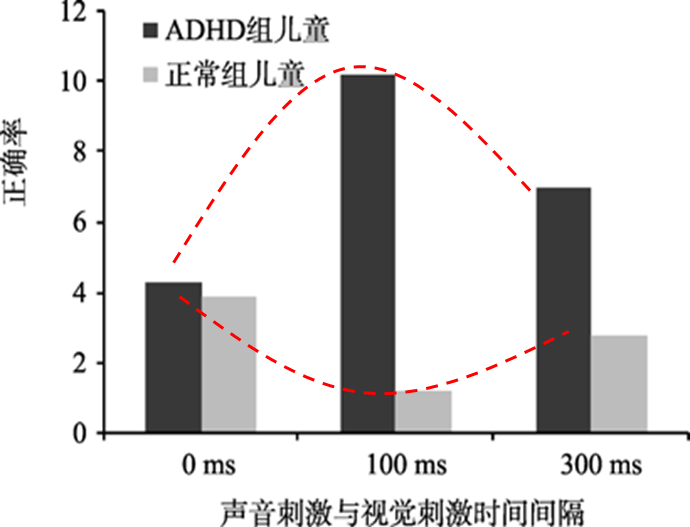 12
ADHD组儿童
10
正常组儿童
8
正确率
6
4
2
0
0 ms
100 ms
300 ms
声音刺激与视觉刺激时间间隔